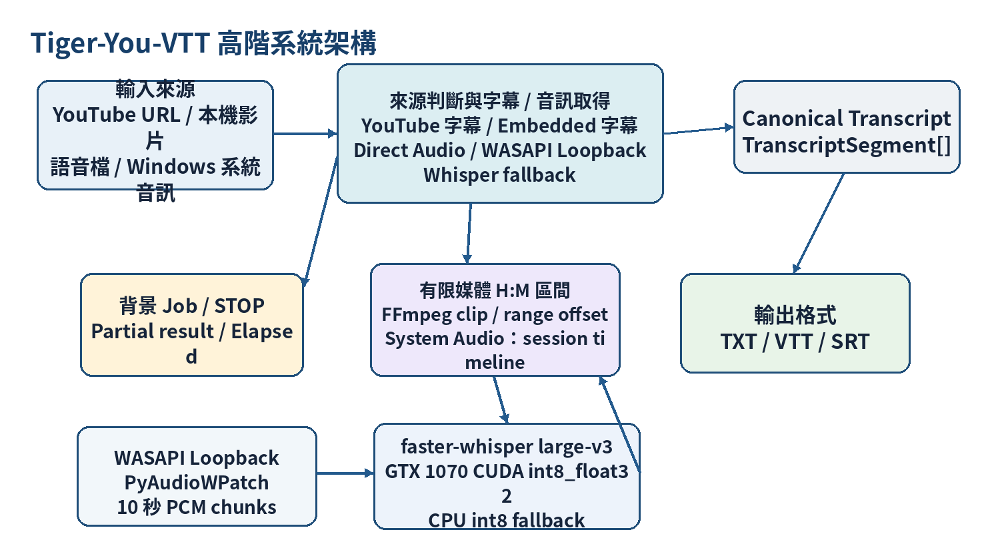 Tiger-You-VTT 高階系統架構
輸入來源
YouTube URL / 本機影
片
語音檔 / Windows 系統
音訊
來源判斷與字幕 / 音訊取得
YouTube 字幕 / Embedded 字幕
Direct Audio / WASAPI Loopback
Whisper fallback
Canonical Transcript
TranscriptSegment[]
背景 Job / STOP
Partial result / Elapse
d
有限媒體 H:M 區間
FFmpeg clip / range offset
System Audio：session ti
meline
輸出格式
TXT / VTT / SRT
WASAPI Loopback
PyAudioWPatch
10 秒 PCM chunks
faster-whisper large-v3
GTX 1070 CUDA int8_float3
2
CPU int8 fallback